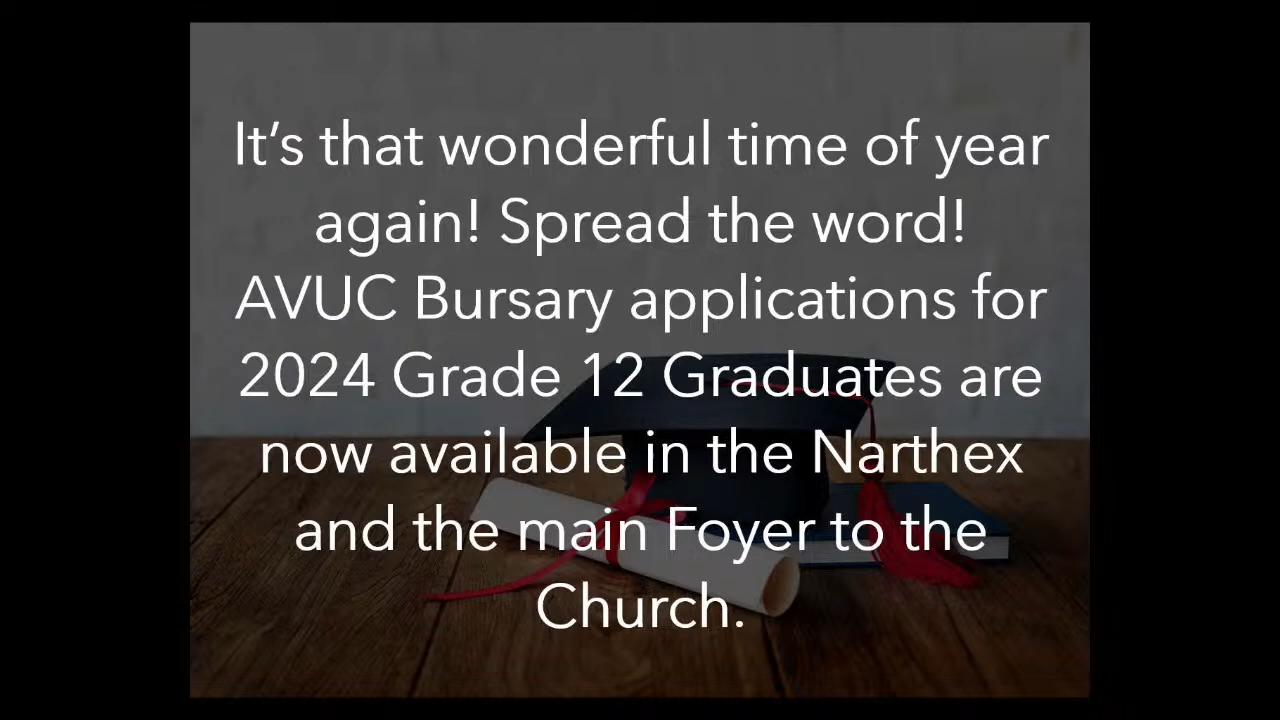 It’s that wonderful time of year
again! Spread the word!
AVUC Bursary applications for
2024 Grade 12 Graduates are
now available in the Narthex
and the main Foyer to the
Church.